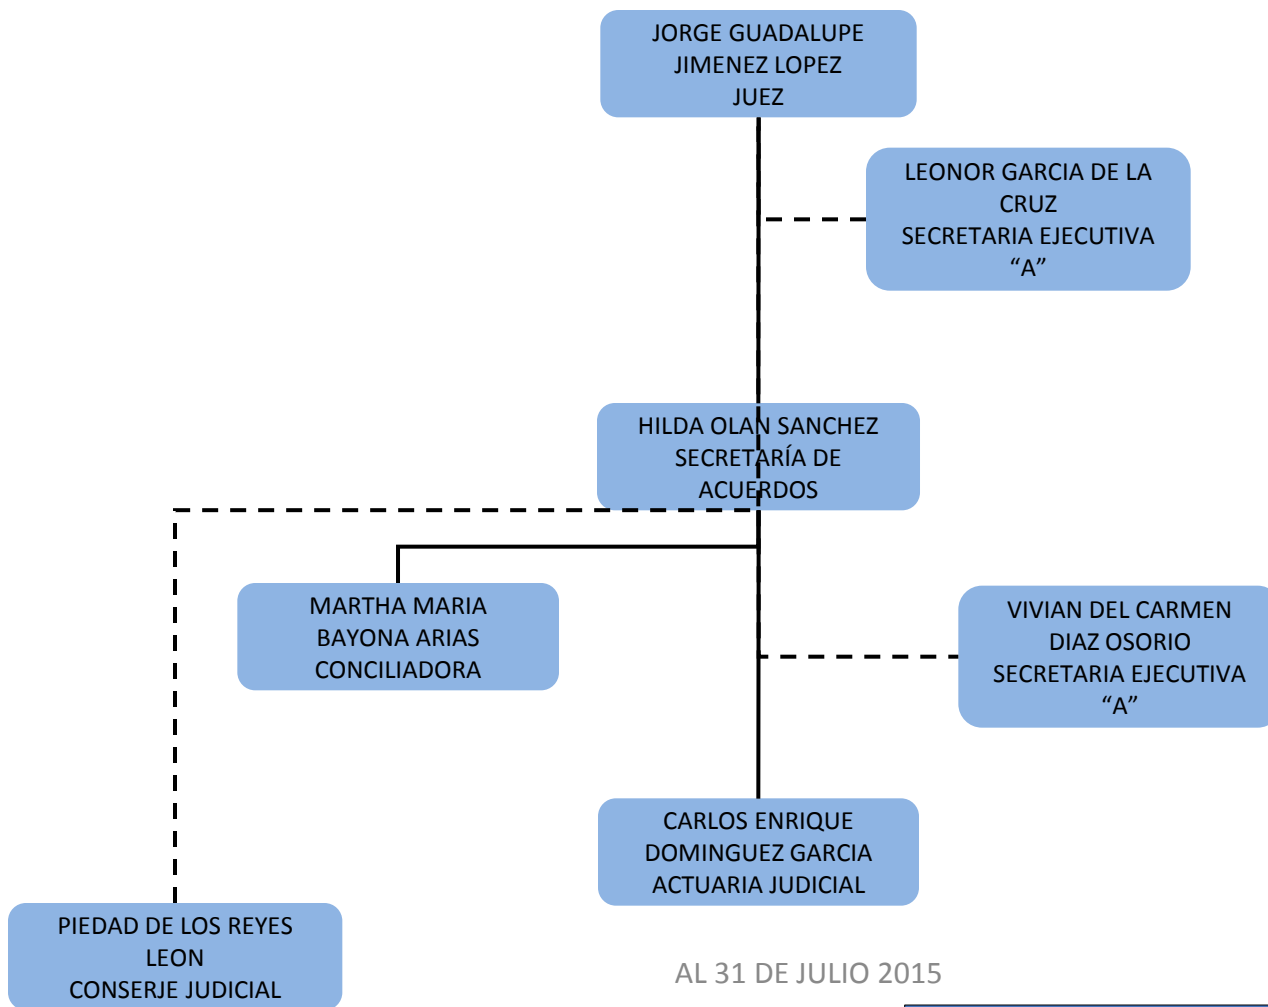 JORGE GUADALUPE
JIMENEZ LOPEZ
JUEZ
LEONOR GARCIA DE LA
CRUZ
SECRETARIA EJECUTIVA
“A”
HILDA OLAN SANCHEZ
SECRETARÍA DE
ACUERDOS
MARTHA MARIA
BAYONA ARIAS
CONCILIADORA
VIVIAN DEL CARMEN
DIAZ OSORIO
SECRETARIA EJECUTIVA
“A”
CARLOS ENRIQUE
DOMINGUEZ GARCIA
ACTUARIA JUDICIAL
PIEDAD DE LOS REYES
LEON
CONSERJE JUDICIAL
AL 31 DE JULIO 2015